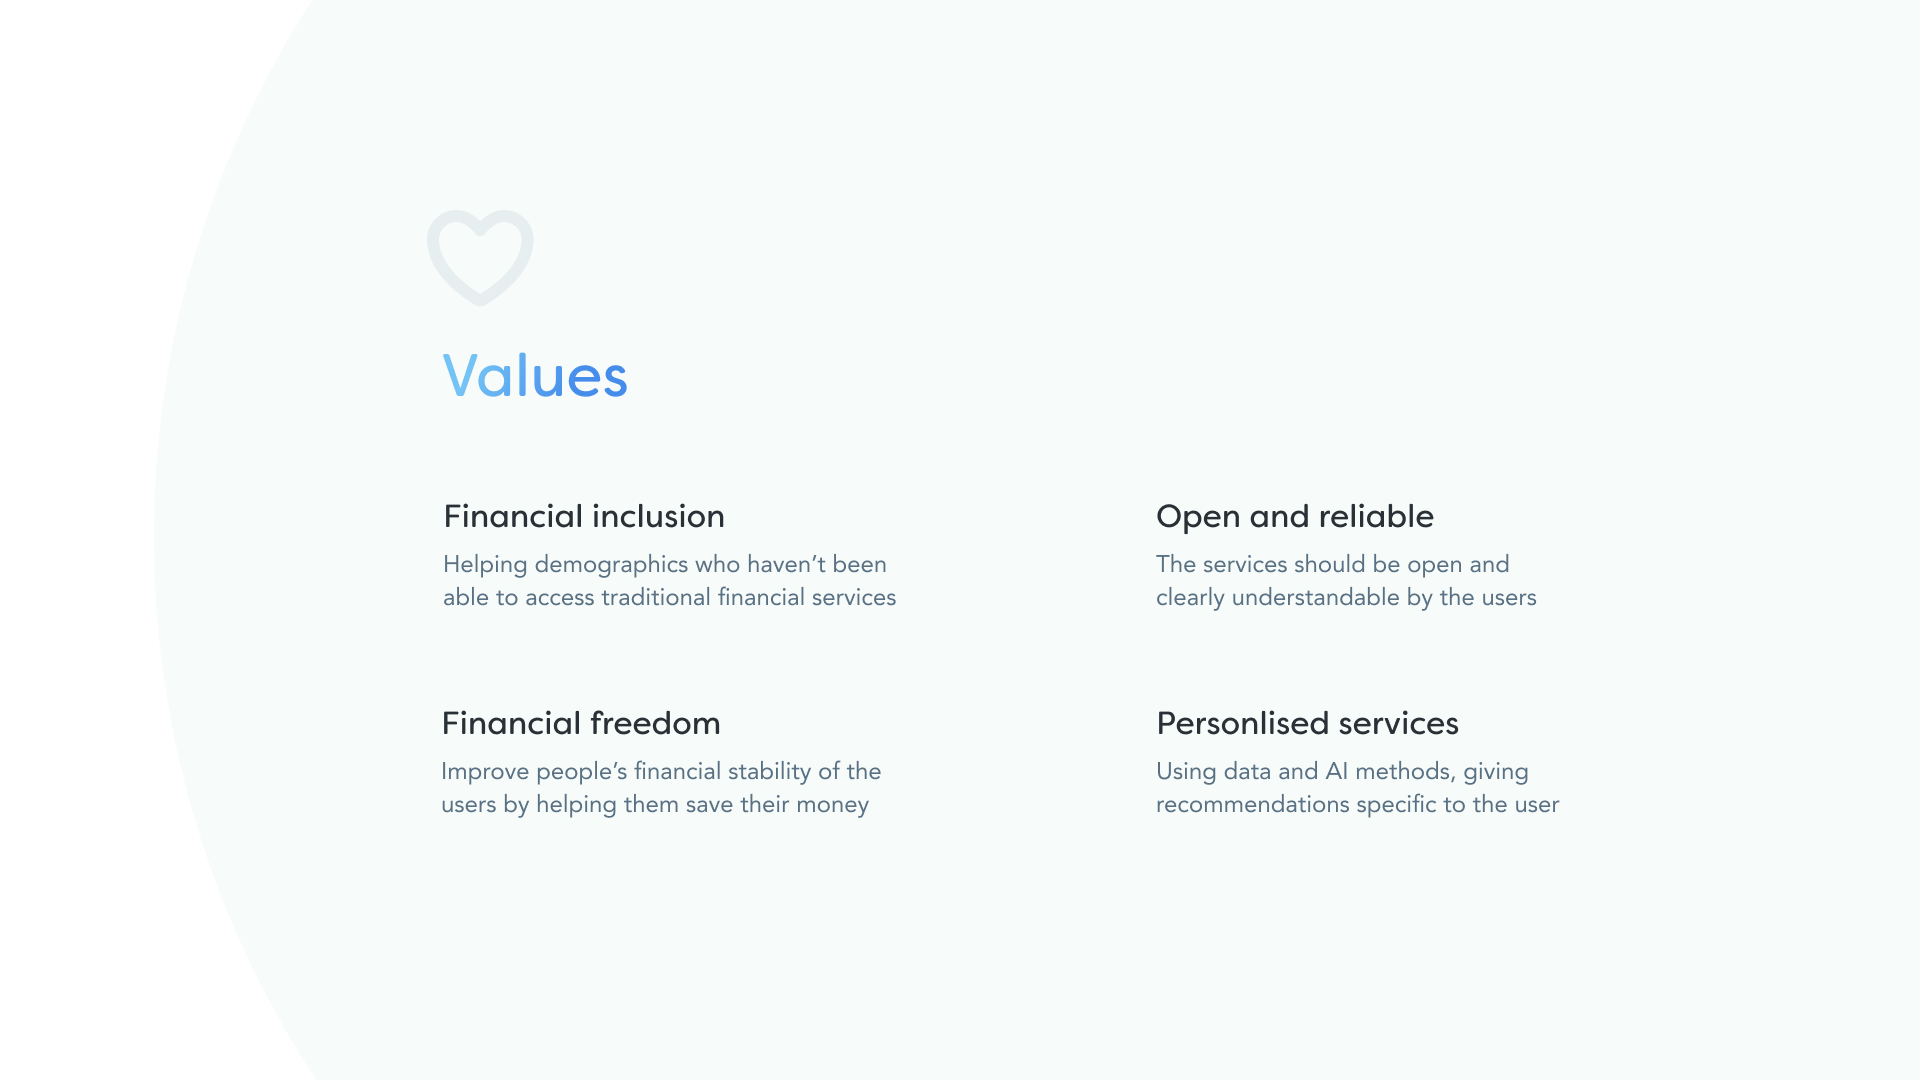 Values
Financial inclusion
Helping demographics who haven’t been
able to access traditional financial services
Open and reliable
The services should be open and
clearly understandable by the users
Financial freedom
Improve people’s financial stability of the
users by helping them save their money
Personlised services
Using data and AI methods, giving
recommendations specific to the user